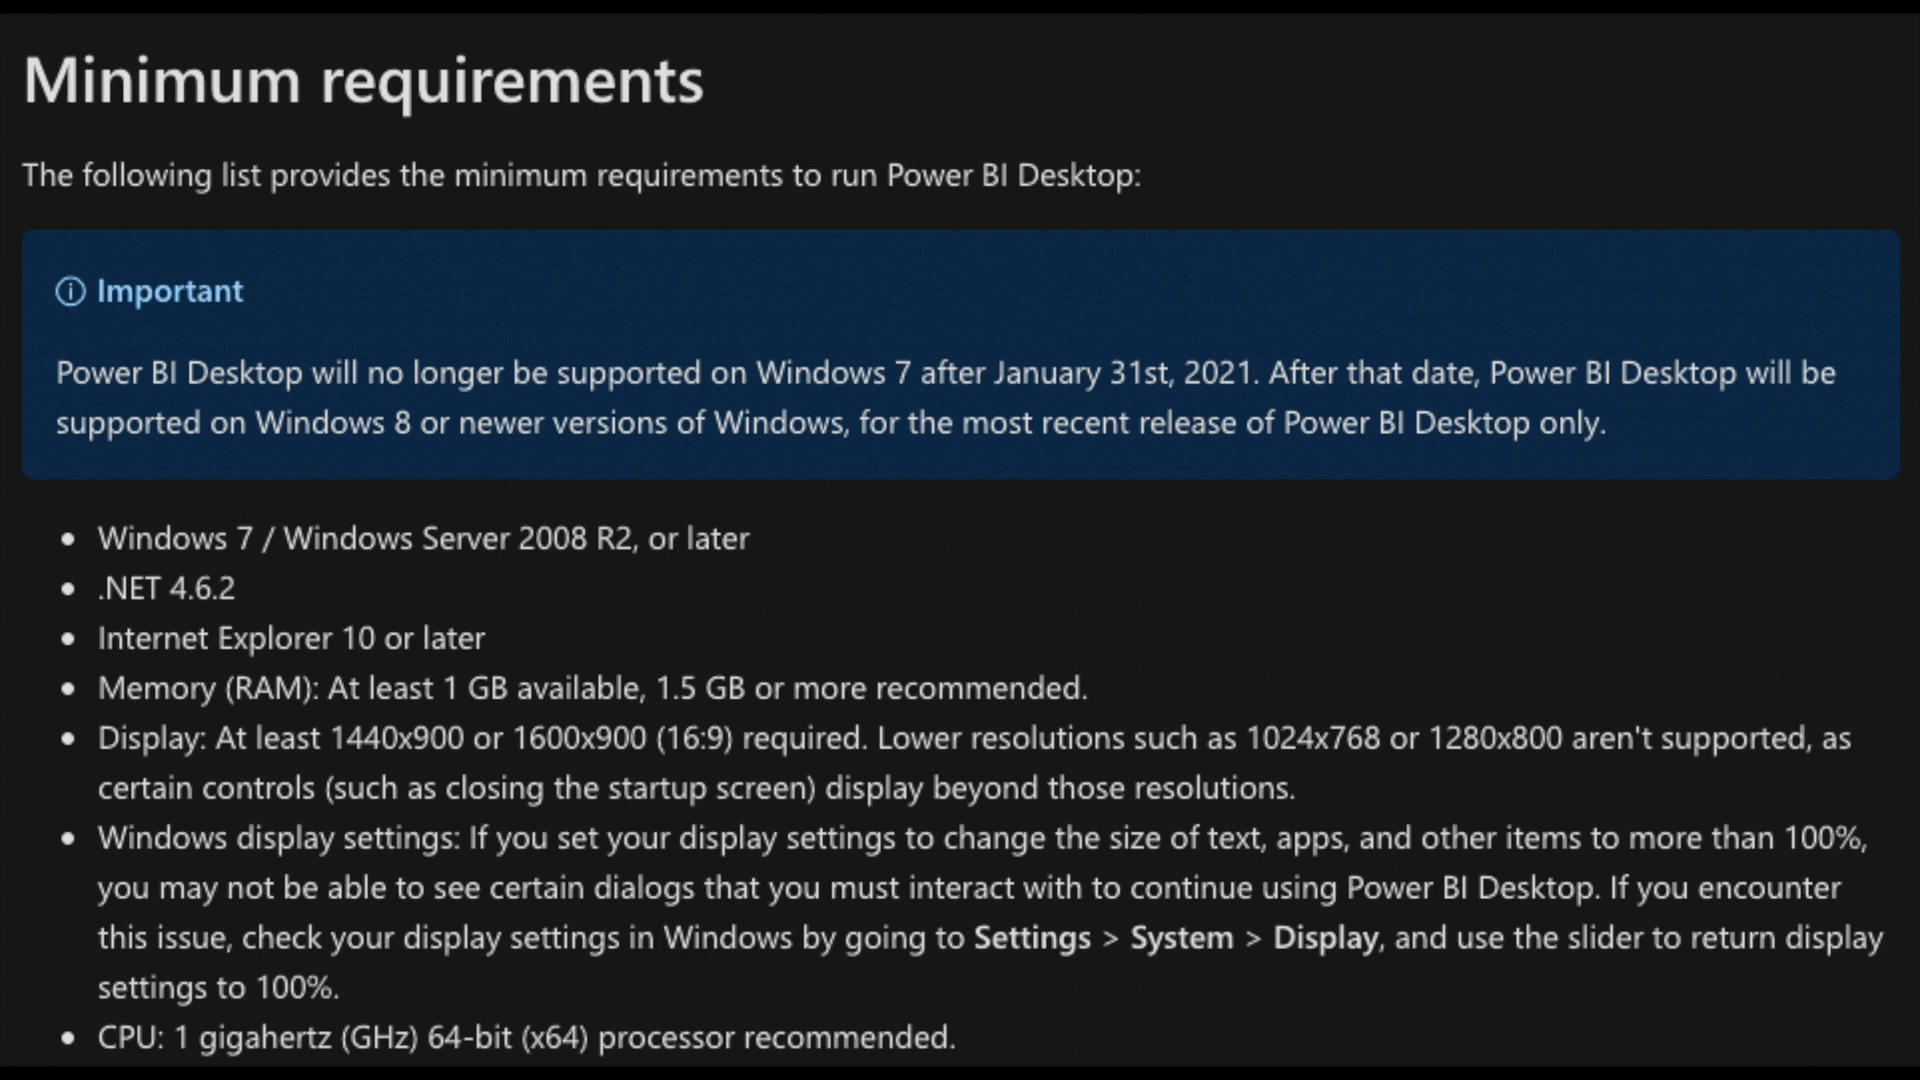 Minimum requirements
The following list provides the minimum requirements to run Power BI Desktop:
Important
Power BI Desktop will no longer be supported on Windows 7 after January 31st, 2021. After that date, Power BI Desktop will be
supported on Windows 8 or newer versions of Windows, for the most recent release of Power BI Desktop only.
• Windows 7 / Windows Server 2008 R2, or later
• .NET 4.6.2
• Internet Explorer 10 or later
• Memory (RAM): At least 1 GB available, 1.5 GB or more recommended.
• Display: At least 1440x900 or 1600x900 (16:9) required. Lower resolutions such as 1024x768 or 1280x800 aren't supported, as
certain controls (such as closing the startup screen) display beyond those resolutions.
• Windows display settings: If you set your display settings to change the size of text, apps, and other items to more than 100%,
you may not be able to see certain dialogs that you must interact with to continue using Power BI Desktop. If you encounter
this issue, check your display settings in Windows by going to Settings > System > Display, and use the slider to return display
settings to 100%.
• CPU: 1 gigahertz (GHz) 64-bit (x64) processor recommended.